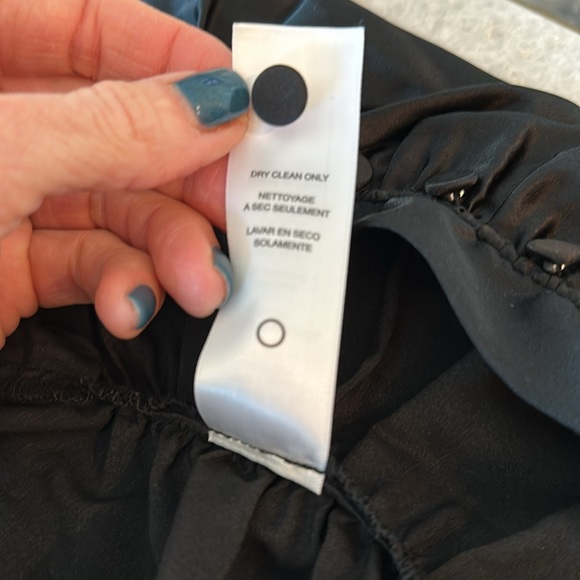 DRY CLEAN ONLY
NETTOYAGE
A SEC SEULEMENT
LAVAR EN SECO
SOLAMENTE